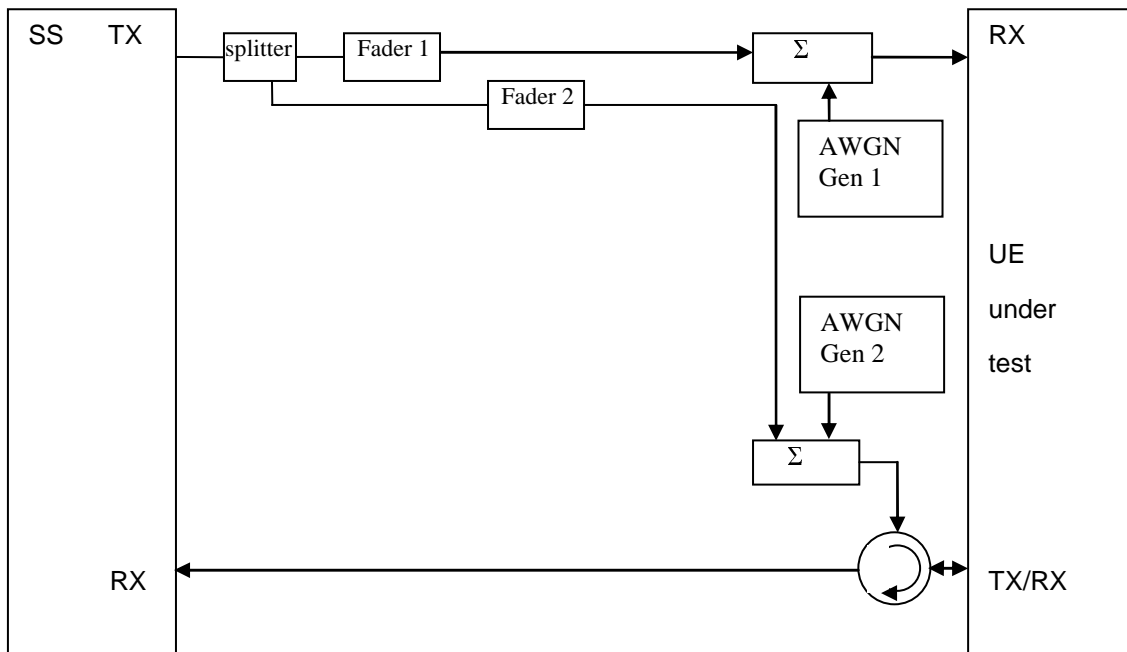 SS TX
splitter
Fader 1
Σ
RX
Fader 2
AWGN
Gen 1
UE
under
test
AWGN
Gen 2
Σ
RX
TX/RX